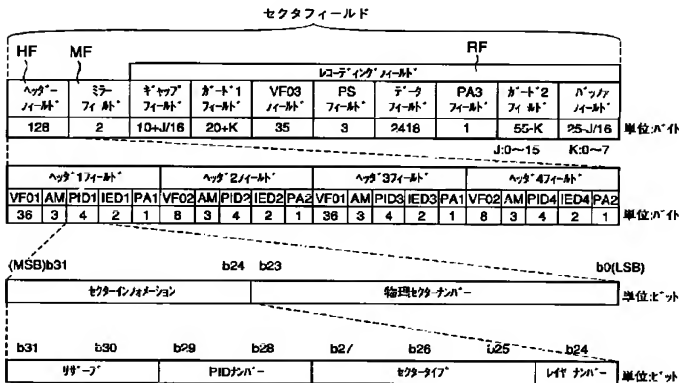 セクタフィールド
HF MF RF
レコーディングフィールド
ヘッダーフィールド ミラーフィールド ギャップフィールド ガード1フィールド VF03フィールド PSフィールド データフィールド PA3フィールド ガード2フィールド バッファフィールド
128 2 10+J/16 20+K 35 3 2418 1 55-K 25-J/16 単位:バイト
J:0〜15 K:0〜7
ヘッダ1フィールド ヘッダ2フィールド ヘッダ3フィールド ヘッダ4フィールド
VF01 AM PID1 IED1 PA1 VF02 AM PID2 IED2 PA2 VF01 AM PID3 IED3 PA1 VF02 AM PID4 IED4 PA2
36 3 4 2 1 8 3 4 2 1 36 3 4 2 1 8 3 4 2 1 単位:バイト
(MSB)b31 b24 b23 b0(LSB)
セクターインフォメーション 物理セクターナンバー 単位:ビット
b31 b30 b29 b28 b27 b26 b25 b24
リザーブ PIDナンバー セクタータイプ レイヤナンバー 単位:ビット